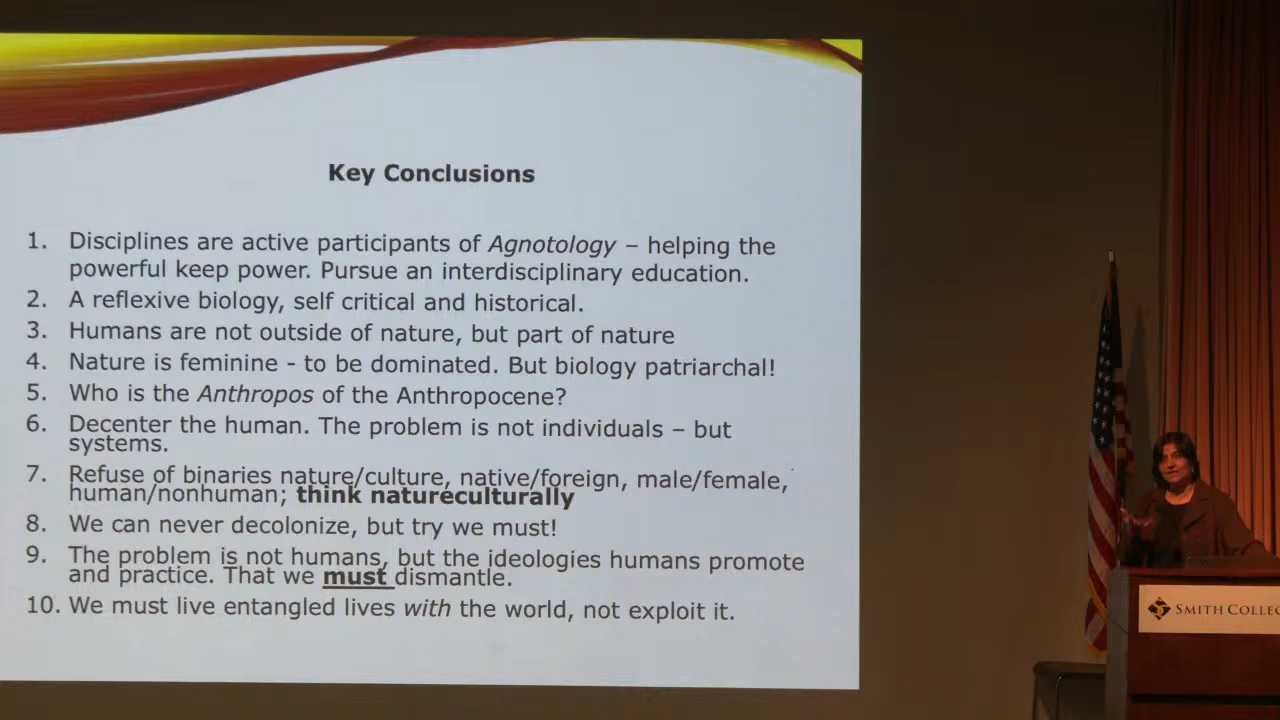 Key Conclusions
1. Disciplines are active participants of Agnotology – helping the
powerful keep power. Pursue an interdisciplinary education.
2. A reflexive biology, self critical and historical.
3. Humans are not outside of nature, but part of nature
4. Nature is feminine - to be dominated. But biology patriarchal!
5. Who is the Anthropos of the Anthropocene?
6. Decenter the human. The problem is not individuals – but
systems.
7. Refuse of binaries nature/culture, native/foreign, male/female,
human/nonhuman; think natureculturally
8. We can never decolonize, but try we must!
9. The problem is not humans, but the ideologies humans promote
and practice. That we must dismantle.
10. We must live entangled lives with the world, not exploit it.
SMITH COLLEG